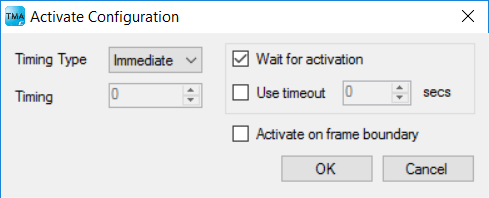 TMA Activate Configuration
Timing Type Immediate
Timing 0
Wait for activation
Use timeout 0 secs
Activate on frame boundary
OK Cancel